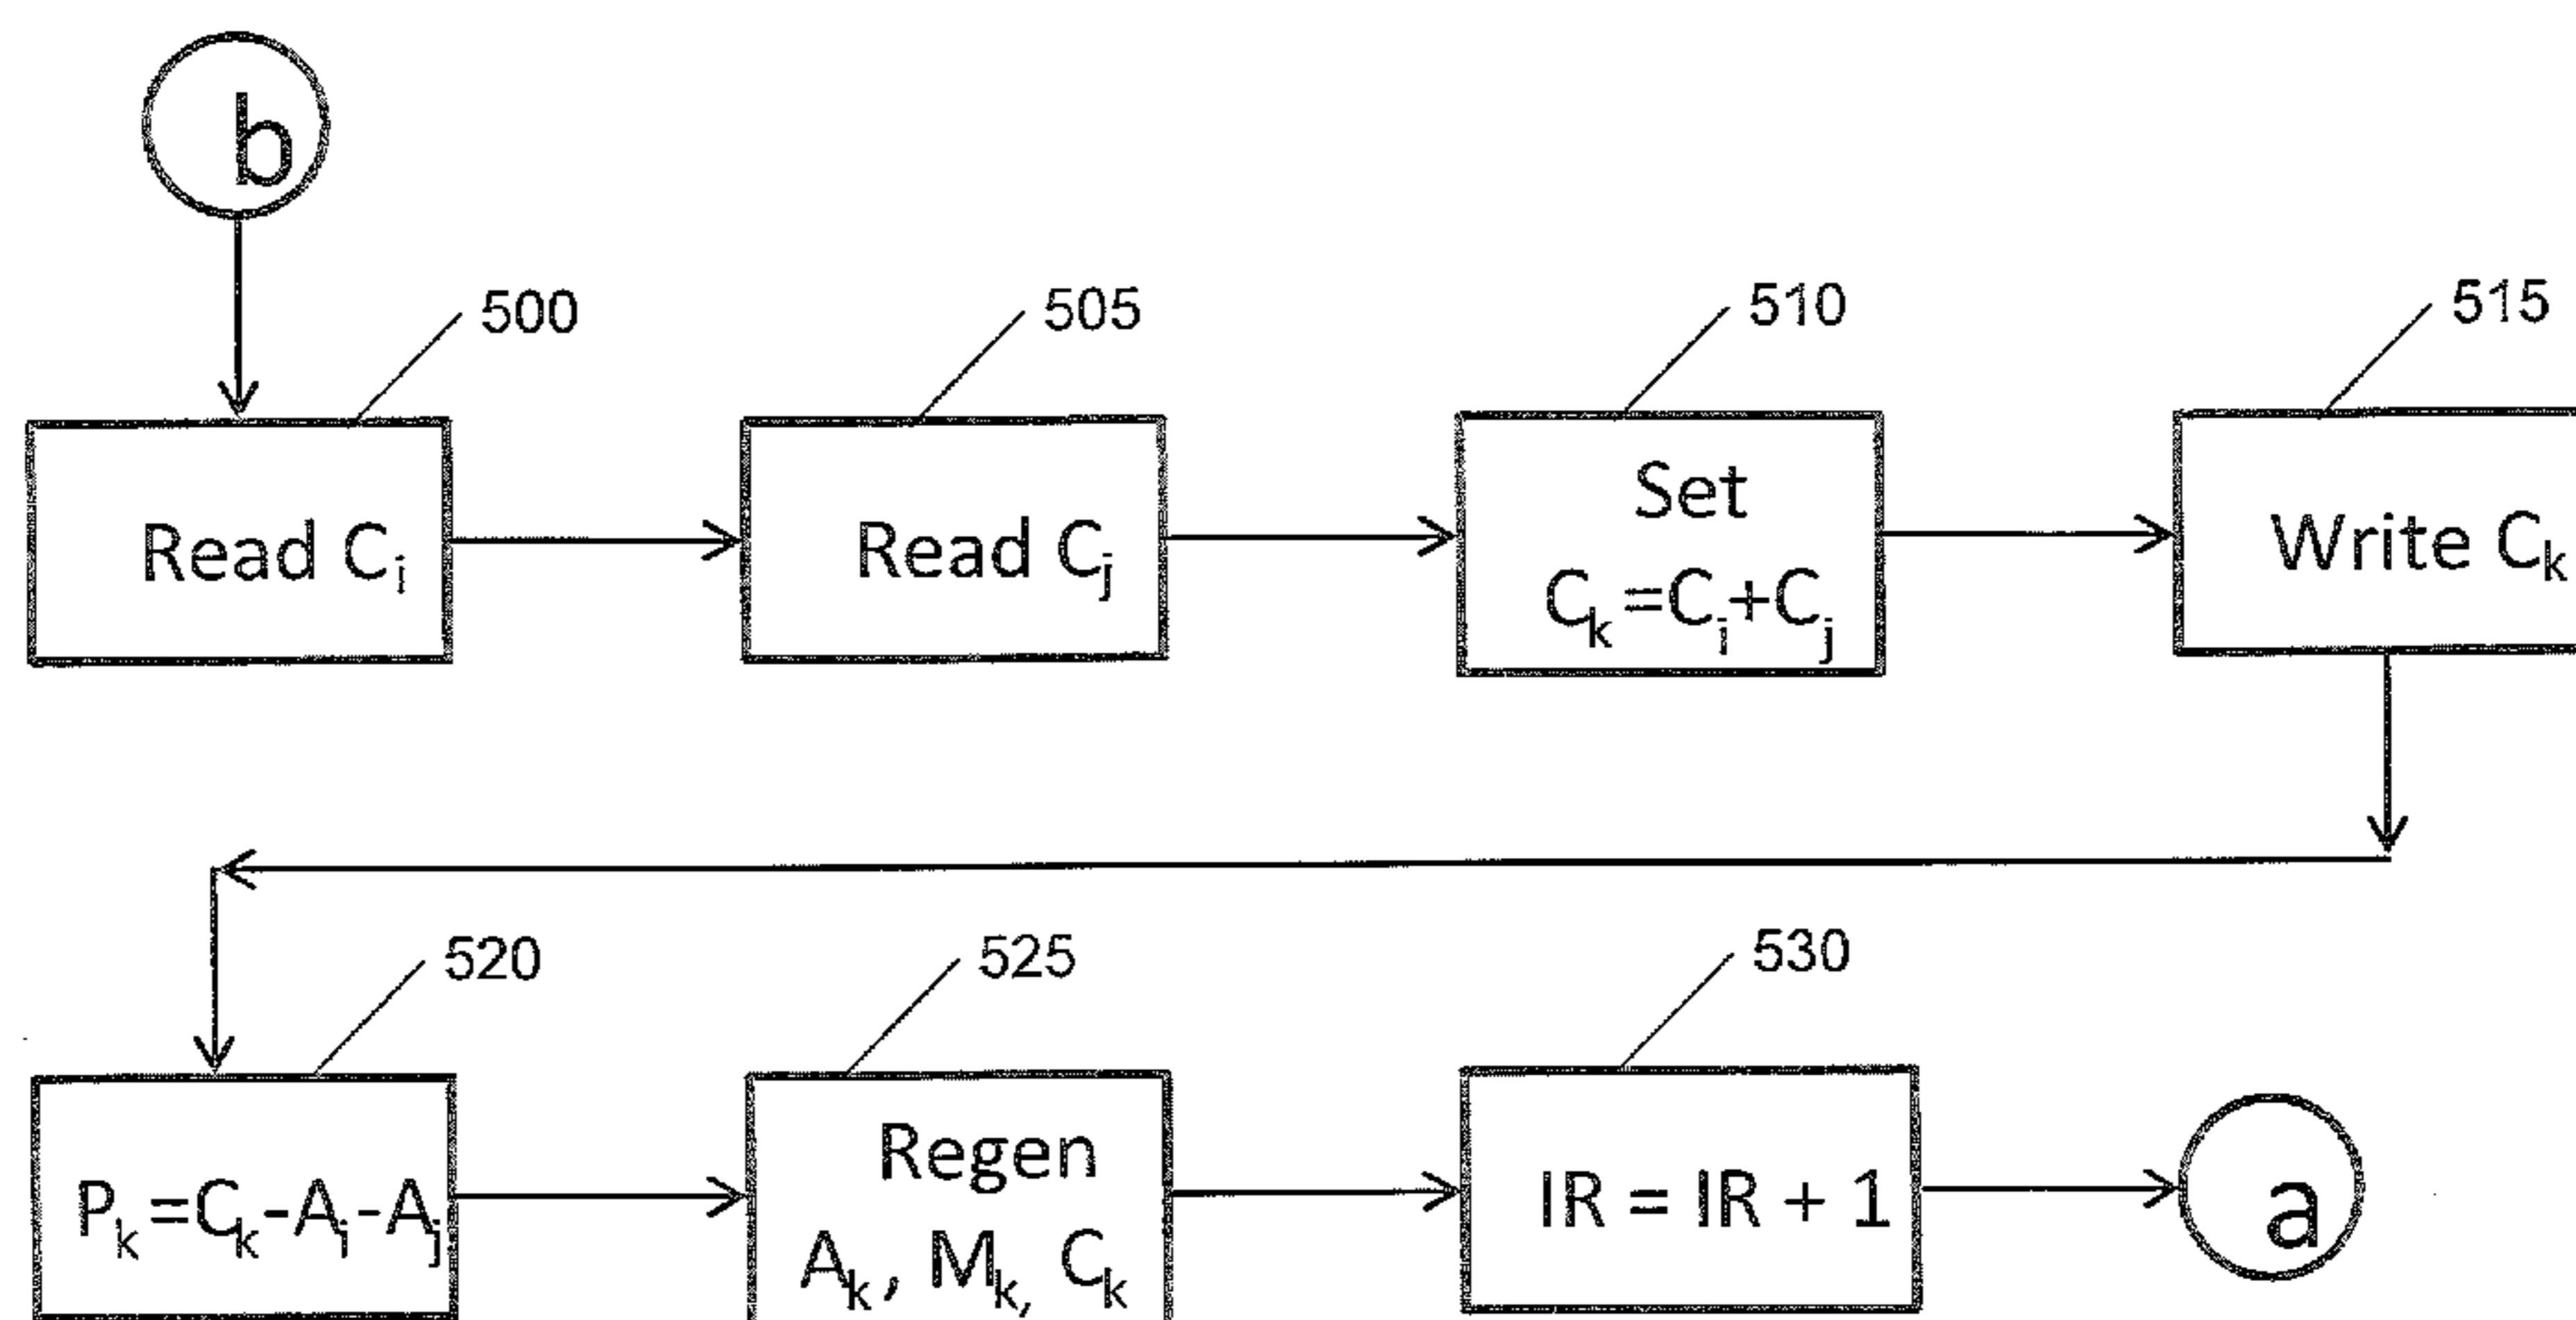 b
500
505
510
515
Read Cᵢ
Read Cⱼ
Set
Cₖ=Cᵢ+Cⱼ
Write Cₖ
520
525
530
Pₖ=Cₖ-Aᵢ-Aⱼ
Regen
Aₖ, Mₖ, Cₖ
IR = IR + 1
a